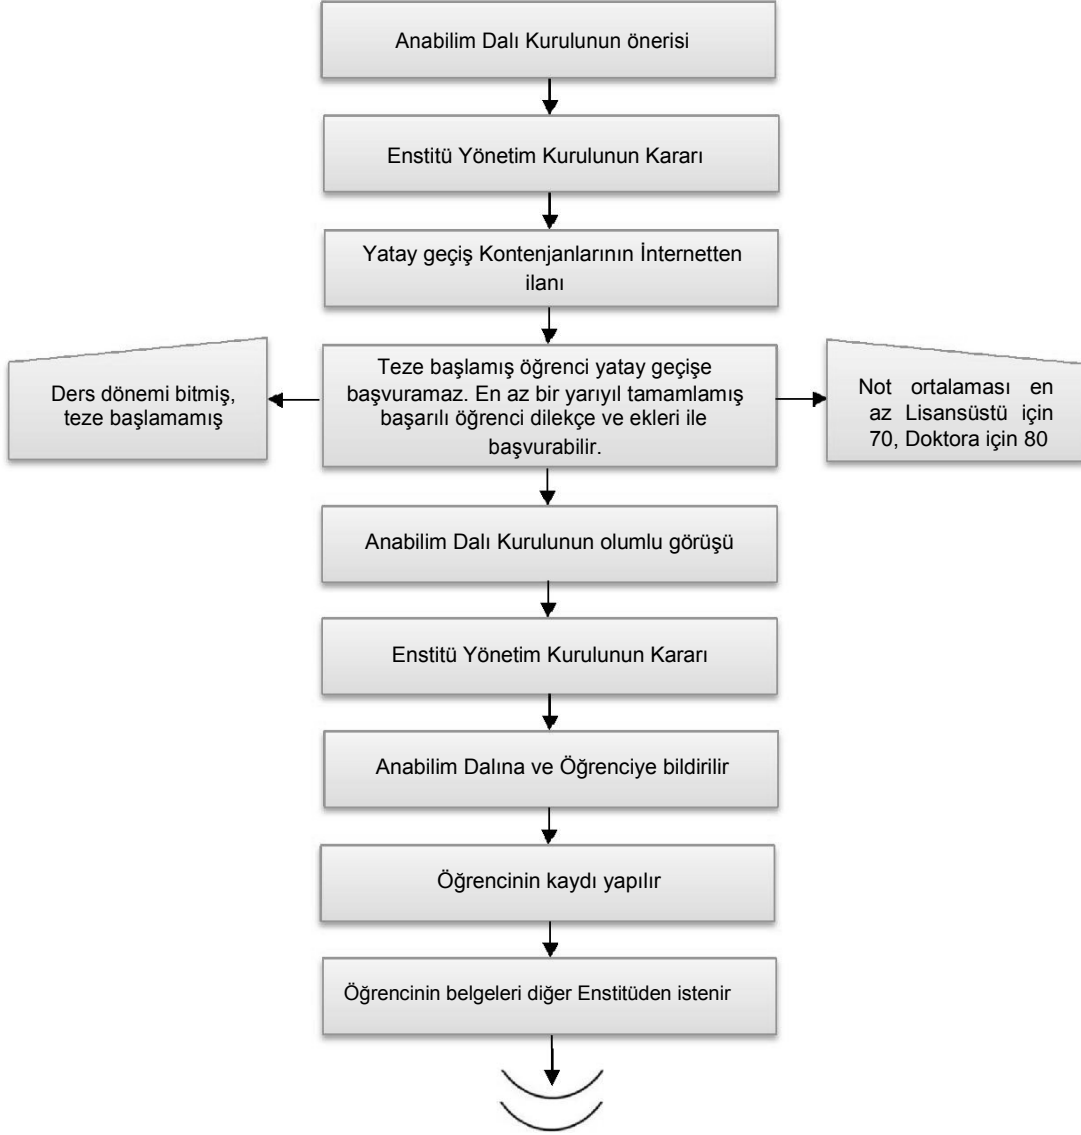 Anabilim Dalı Kurulunun önerisi
Enstitü Yönetim Kurulunun Kararı
Yatay geçiş Kontenjanlarının İnternetten
ilanı
Ders dönemi bitmiş,
teze başlamamış
Teze başlamış öğrenci yatay geçişe
başvuramaz. En az bir yarıyıl tamamlamış
başarılı öğrenci dilekçe ve ekleri ile
başvurabilir.
Not ortalaması en
az Lisansüstü için
70, Doktora için 80
Anabilim Dalı Kurulunun olumlu görüşü
Enstitü Yönetim Kurulunun Kararı
Anabilim Dalına ve Öğrenciye bildirilir
Öğrencinin kaydı yapılır
Öğrencinin belgeleri diğer Enstitüden istenir